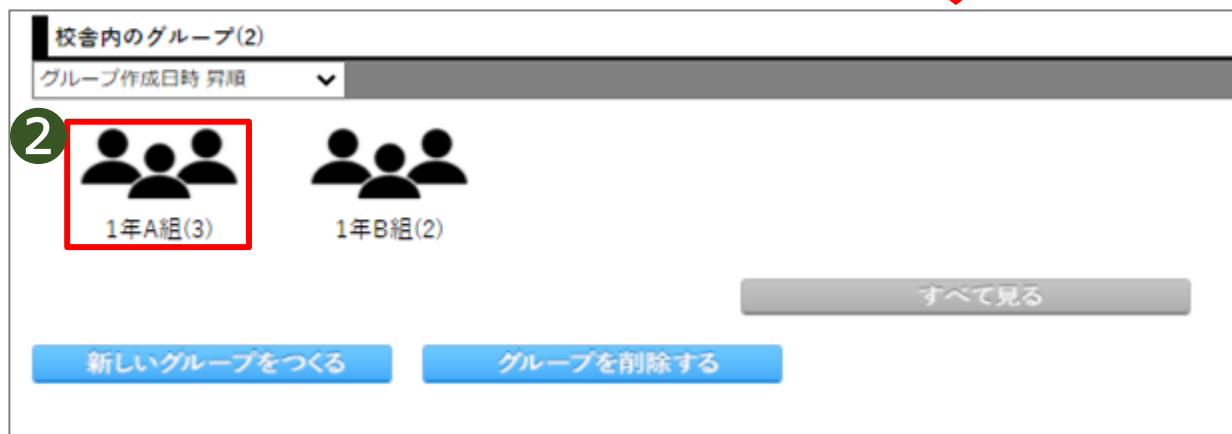 校舎内のグループ(2)
グループ作成日時 昇順
2
1年A組(3)
1年B組(2)
すべて見る
新しいグループをつくる
グループを削除する